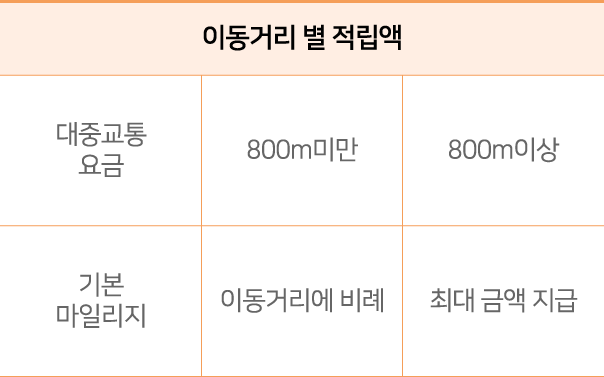 이동거리 별 적립액
대중교통
요금
800m미만
800m이상
기본
마일리지
이동거리에 비례
최대 금액 지급